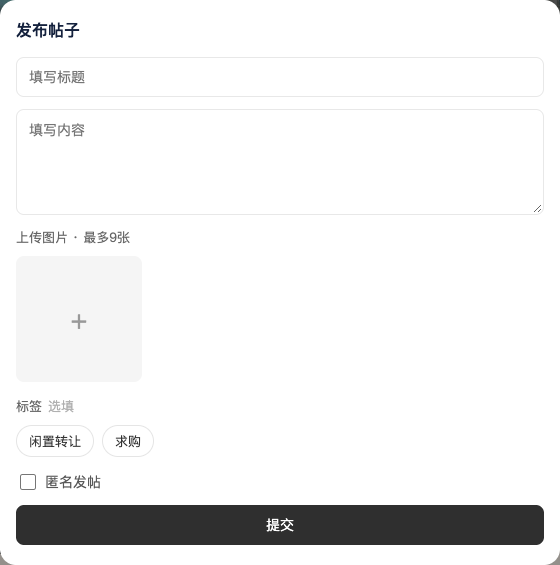 发布帖子
填写标题
填写内容
上传图片 · 最多9张
+
标签 选填
闲置转让 求购
匿名发帖
提交